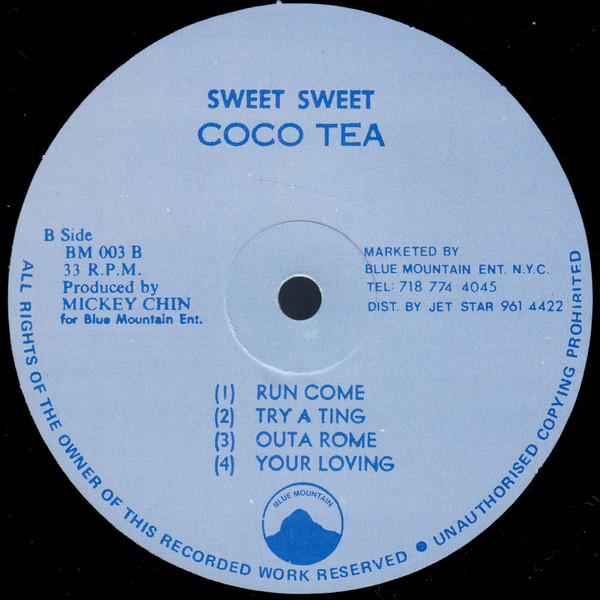 SWEET SWEET
COCO TEA
B Side
BM 003 B
33 R.P.M.
Produced by
MICKEY CHIN
for Blue Mountain Ent.
MARKETED BY
BLUE MOUNTAIN ENT. N.Y.C.
TEL: 718 774 4045
DIST. BY JET STAR 961 4422
(1) RUN COME
(2) TRY A TING
(3) OUTA ROME
(4) YOUR LOVING
BLUE MOUNTAIN
ALL RIGHTS OF THE OWNER OF THIS RECORDED WORK RESERVED ● UNAUTHORISED COPYING PROHIBITED